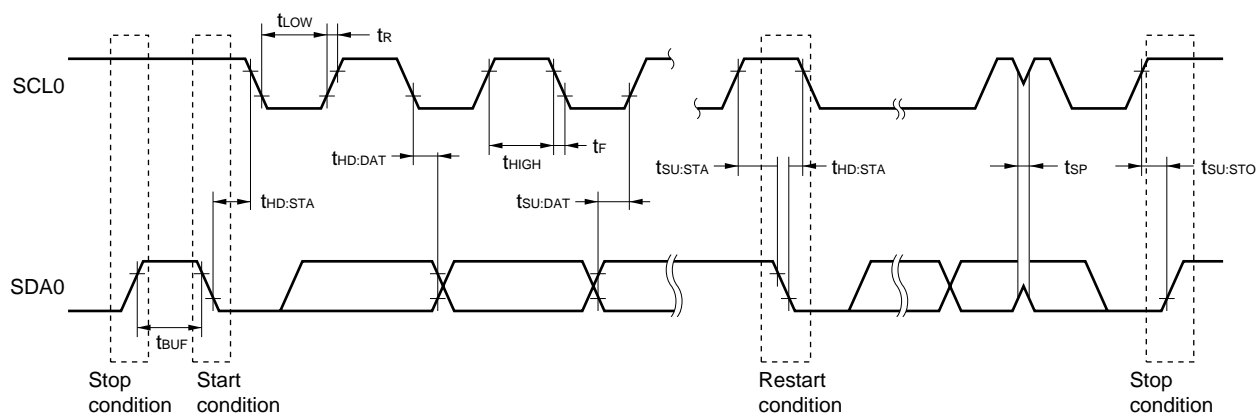 tLOW
tR
SCL0
tHD:DAT
tHIGH
tF
tSU:STA
tHD:STA
tSP
tSU:STO
tHD:STA
tSU:DAT
SDA0
tBUF
Stop
condition
Start
condition
Restart
condition
Stop
condition